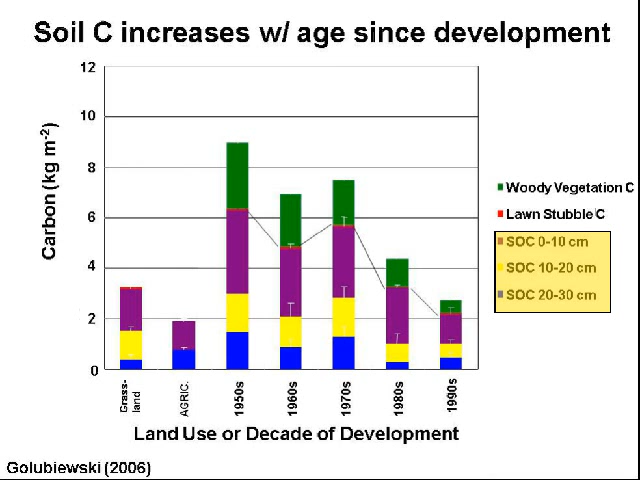 Soil C increases w/ age since development
12
10
8
6
4
2
0
Carbon (kg m-2)
Grass-
land
AGRIC.
1950s
1960s
1970s
1980s
1990s
Land Use or Decade of Development
Woody Vegetation C
Lawn Stubble C
SOC 0-10 cm
SOC 10-20 cm
SOC 20-30 cm
Golubiewski (2006)